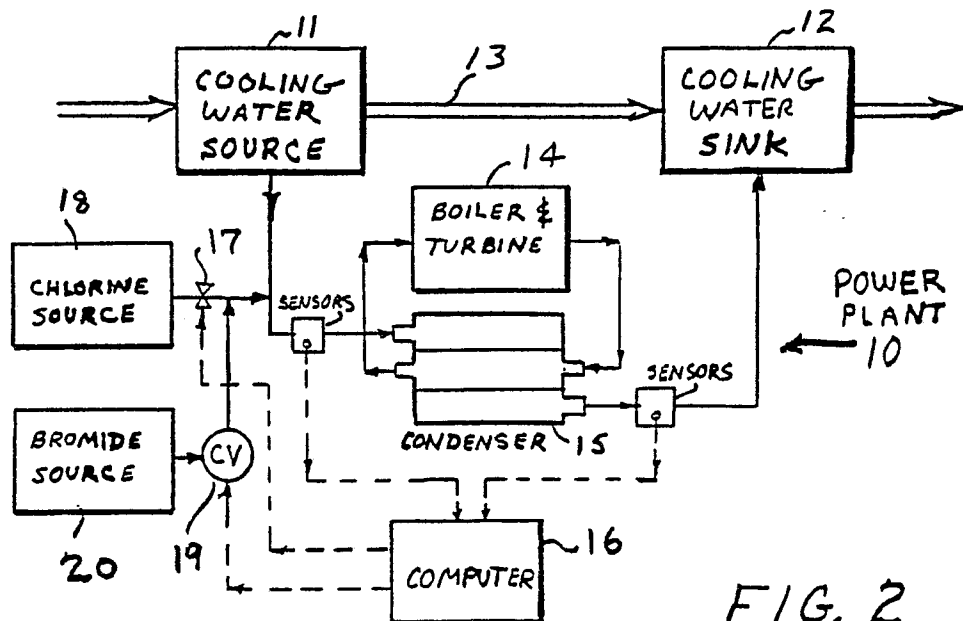 11
COOLING
WATER
SOURCE
13
12
COOLING
WATER
SINK
14
BOILER &
TURBINE
18
CHLORINE
SOURCE
17
SENSORS
POWER
PLANT
10
SENSORS
CONDENSER
15
BROMIDE
SOURCE
20
CV
19
COMPUTER
16
FIG. 2